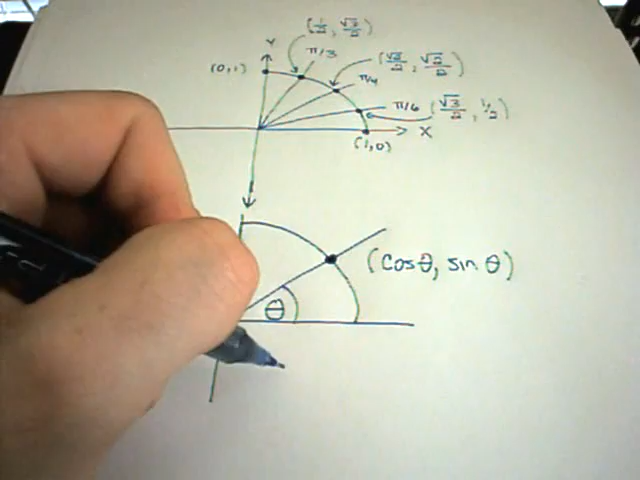 (1/2, √3/2)
Y
π/3
(√2/2, √2/2)
(0,1)
π/4
π/6
(√3/2, 1/2)
X
(1,0)
(cosθ, sin θ)
θ